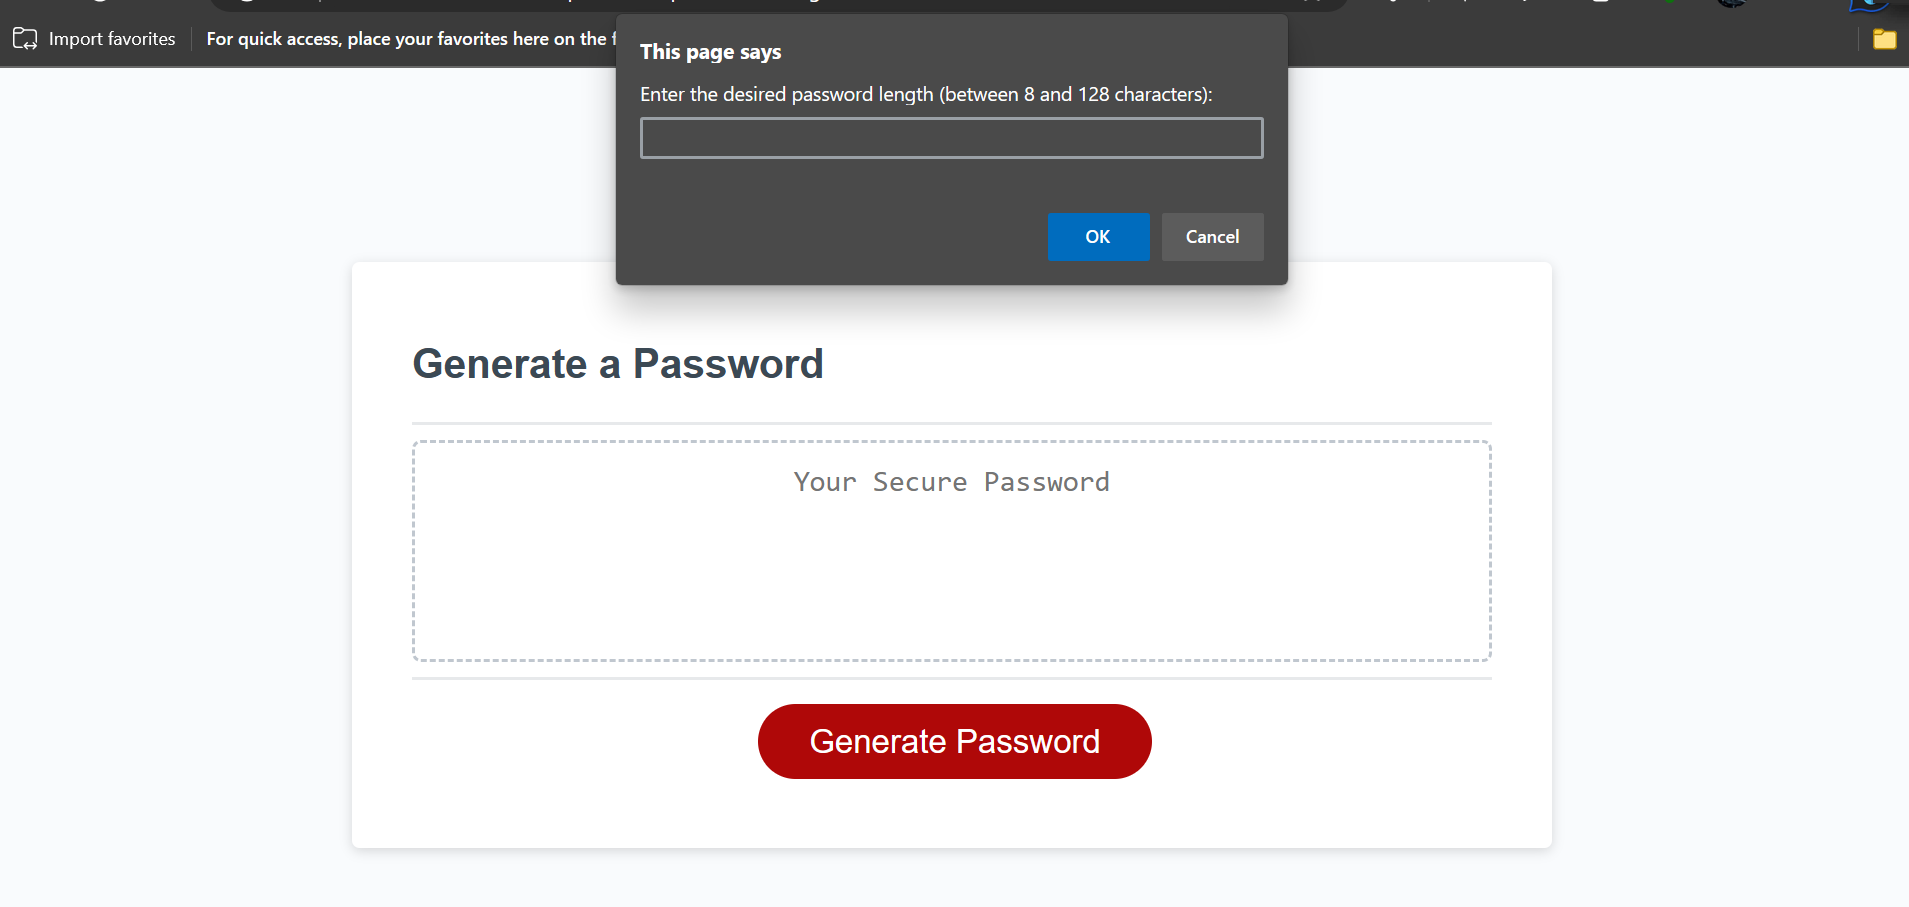 Import favorites
For quick access, place your favorites here on the
This page says
Enter the desired password length (between 8 and 128 characters):
OK
Cancel
Generate a Password
Your Secure Password
Generate Password